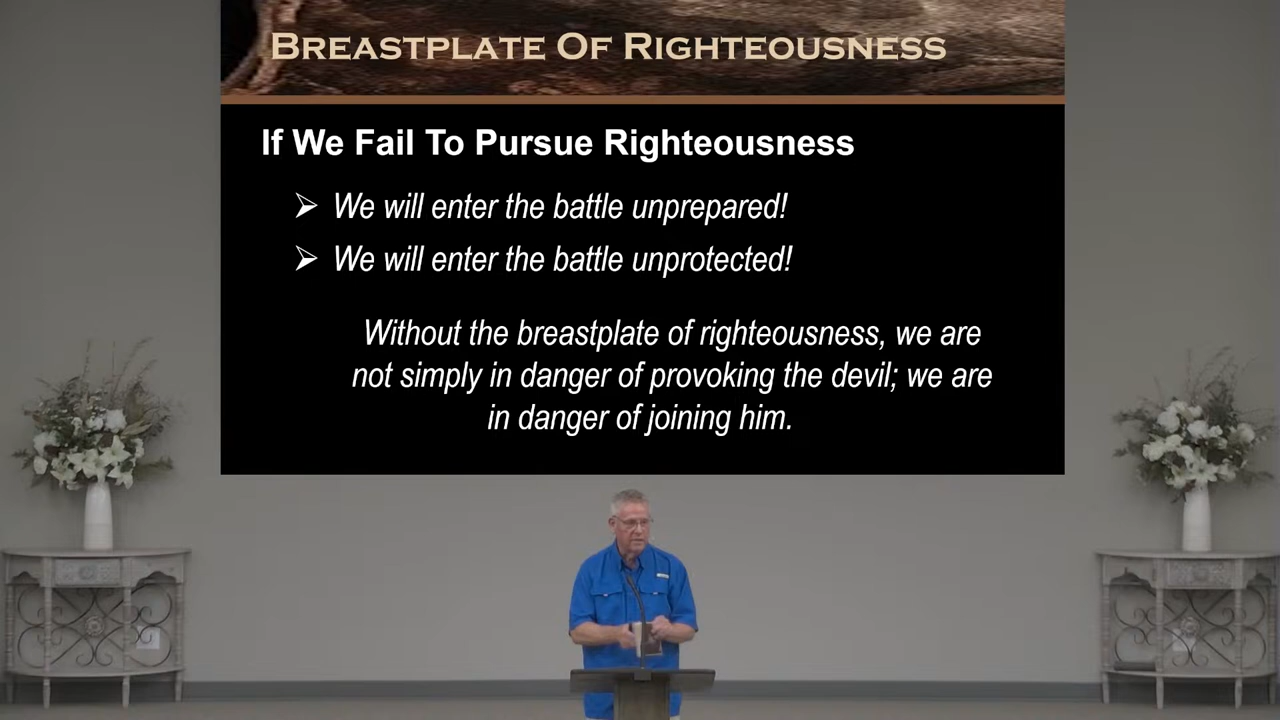 BREASTPLATE OF RIGHTEOUSNESS
If We Fail To Pursue Righteousness
➢ We will enter the battle unprepared!
➢ We will enter the battle unprotected!
Without the breastplate of righteousness, we are
not simply in danger of provoking the devil; we are
in danger of joining him.